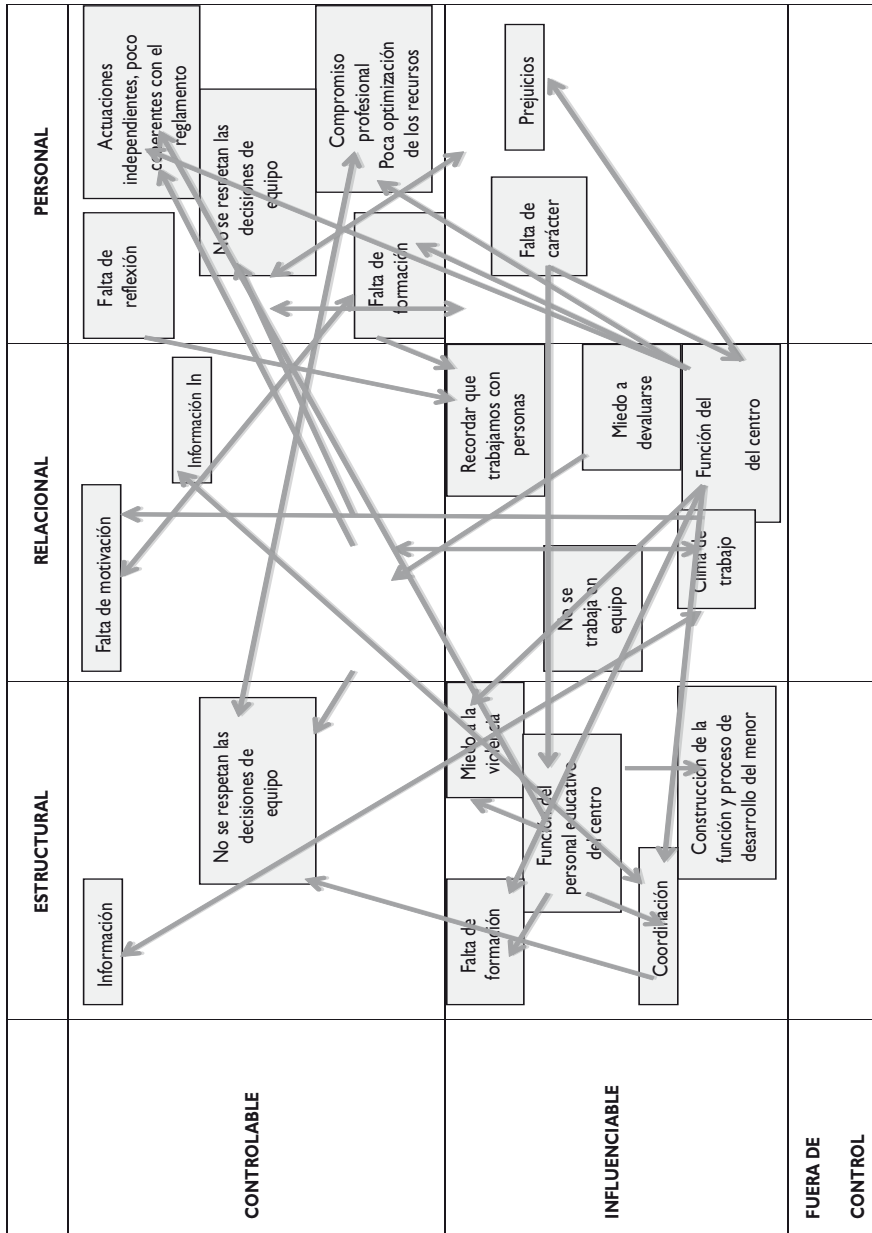 ESTRUCTURAL
RELACIONAL
PERSONAL
CONTROLABLE
Información
No se respetan las
decisiones de
equipo
Falta de motivación
Información In
Falta de
reflexión
Actuaciones
independientes, poco
coherentes con el
reglamento
No se respetan las
decisiones de
equipo
Falta de
formación
Compromiso
profesional
Poca optimización
de los recursos
INFLUENCIABLE
Falta de
formación
Miedo a la
violencia
Función del
personal educativo
del centro
Coordinación
Construcción de la
función y proceso de
desarrollo del menor
Recordar que
trabajamos con
personas
No se
trabaja en
equipo
Miedo a
devaluarse
Clima de
trabajo
Función del
del centro
Falta de
carácter
Prejuicios
FUERA DE
CONTROL